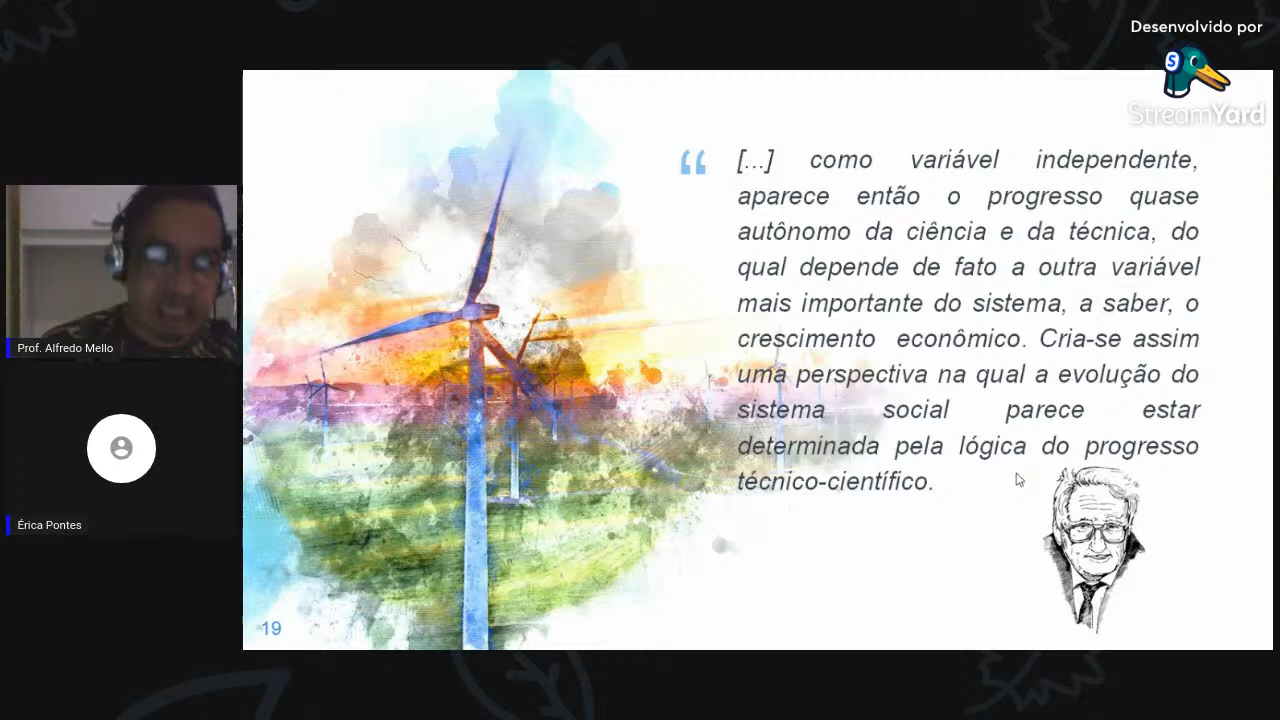 Desenvolvido por
S
StreamYard
“ [...] como variável independente,
aparece então o progresso quase
autônomo da ciência e da técnica, do
qual depende de fato a outra variável
mais importante do sistema, a saber, o
crescimento econômico. Cria-se assim
uma perspectiva na qual a evolução do
sistema social parece estar
determinada pela lógica do progresso
técnico-científico.
Prof. Alfredo Mello
Érica Pontes
19